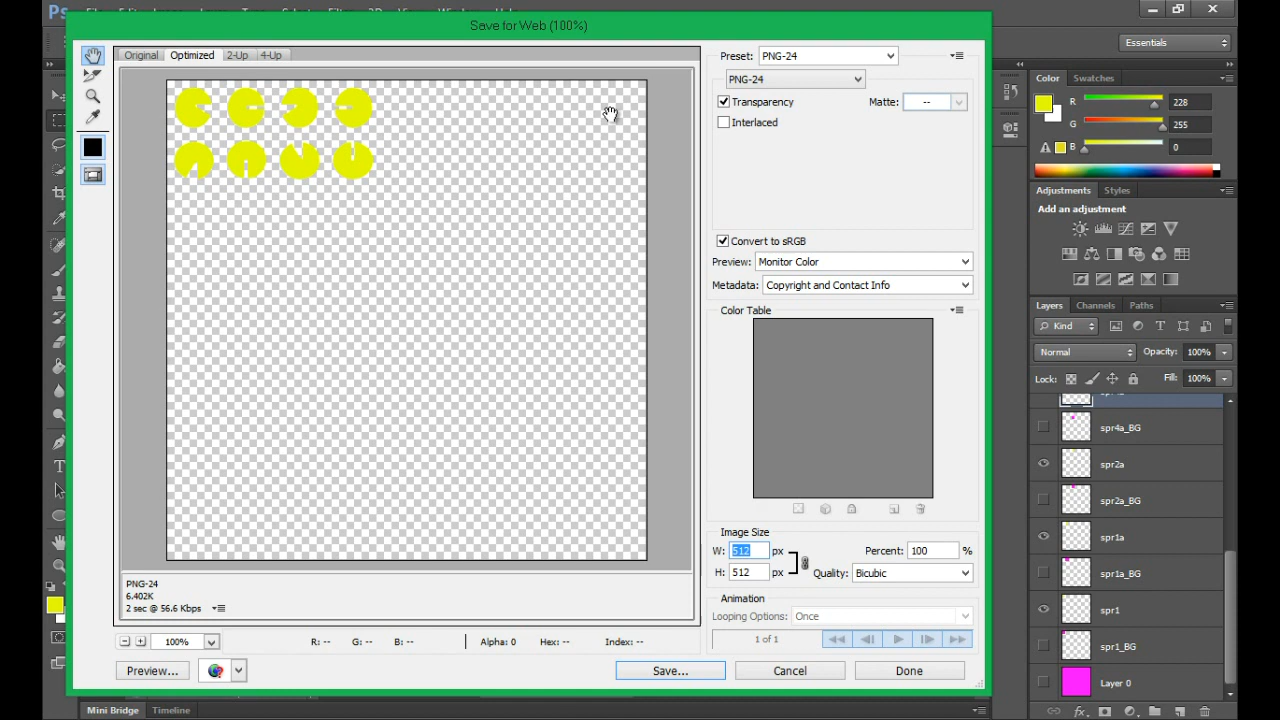 Ps
Save for Web (100%)
Essentials
Original Optimized 2-Up 4-Up
Preset: PNG-24
PNG-24
Transparency Matte: --
Interlaced
Convert to sRGB
Preview: Monitor Color
Metadata: Copyright and Contact Info
Color Table
Image Size
W: 512 px Percent: 100 %
H: 512 px Quality: Bicubic
Animation
Looping Options: Once
1 of 1
PNG-24
6.402K
2 sec @ 56.6 Kbps
100% R: -- G: -- B: -- Alpha: 0 Hex: -- Index: --
Preview... Save... Cancel Done
Color Swatches
R 228
G 255
B 0
Adjustments Styles
Add an adjustment
Layers Channels Paths
Kind
Normal Opacity: 100%
Lock: Fill: 100%
spr4a_BG
spr2a
spr2a_BG
spr1a
spr1a_BG
spr1
spr1_BG
Layer 0
fx
Mini Bridge Timeline